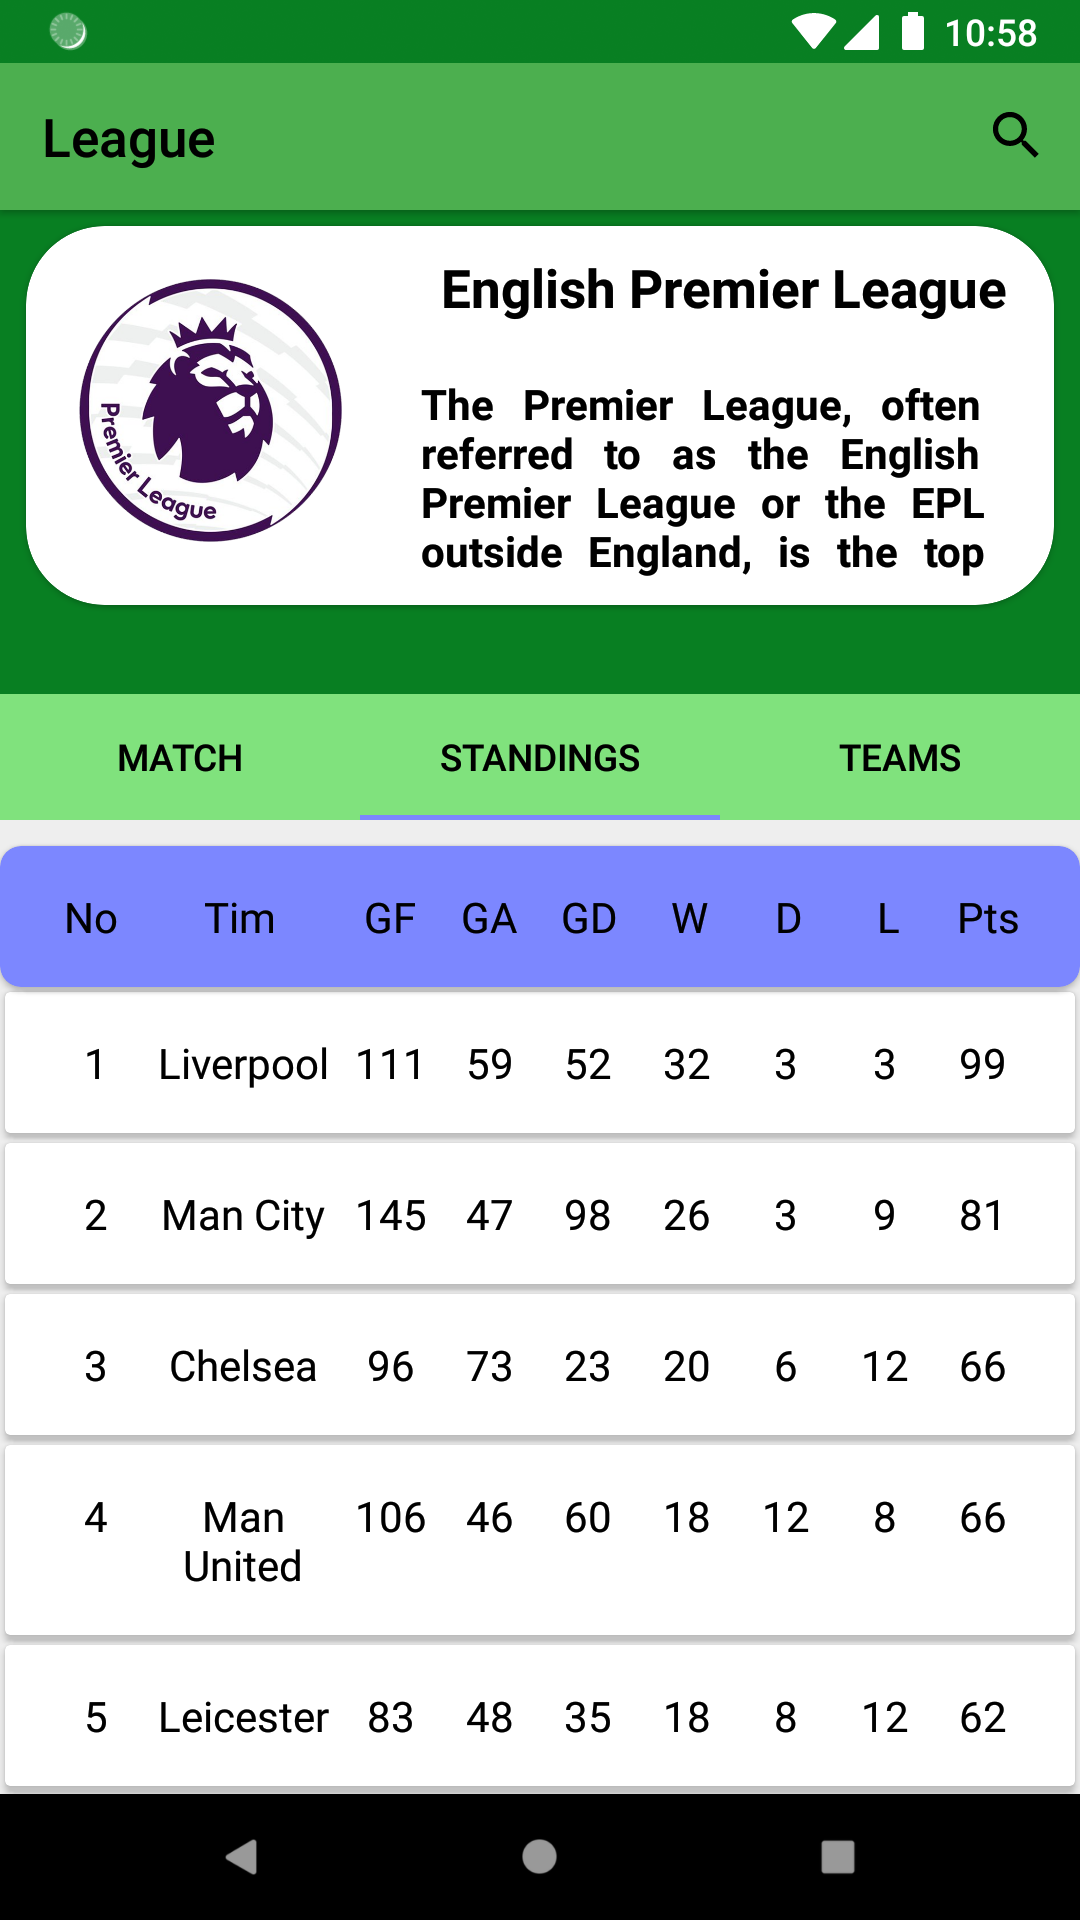 10:58
League
English Premier League
Premier League
The Premier League, often
referred to as the English
Premier League or the EPL
outside England, is the top
MATCH STANDINGS TEAMS
No Tim GF GA GD W D L Pts
1 Liverpool 111 59 52 32 3 3 99
2 Man City 145 47 98 26 3 9 81
3 Chelsea 96 73 23 20 6 12 66
4 Man 106 46 60 18 12 8 66
United
5 Leicester 83 48 35 18 8 12 62